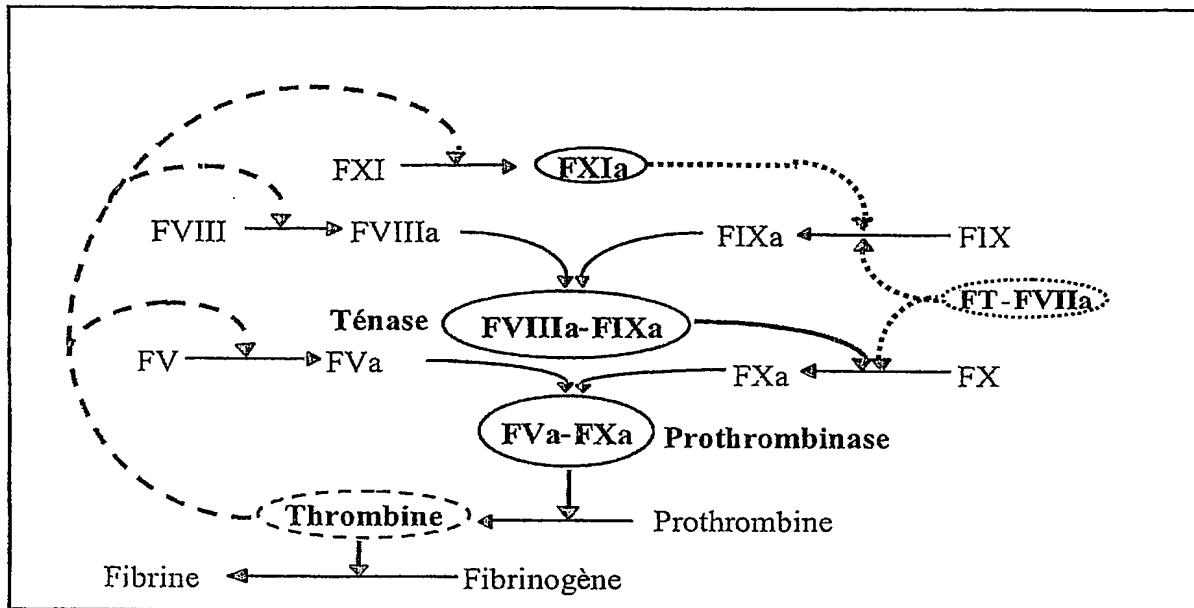 FXI FXIa
FVIII FVIIIa FIXa FIX
FT-FVIIa
Ténase FVIIIa-FIXa
FV FVa FXa FX
FVa-FXa Prothrombinase
Thrombine Prothrombine
Fibrine Fibrinogène